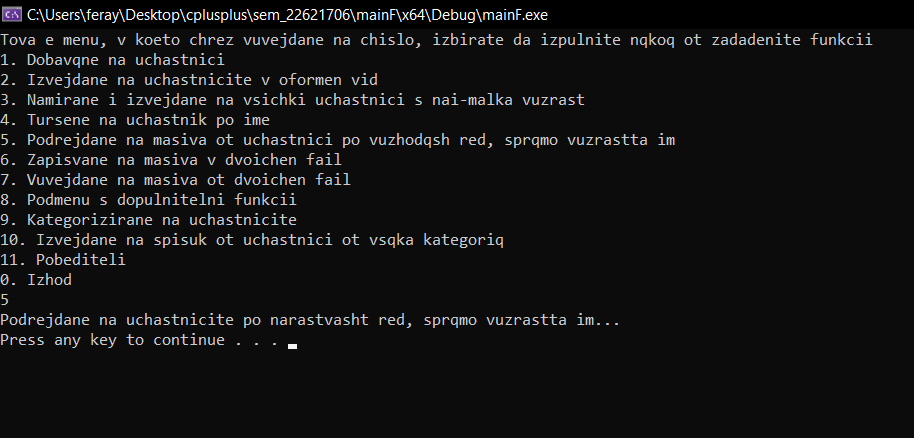 C:\Users\feray\Desktop\cplusplus\sem_22621706\mainF\x64\Debug\mainF.exe
Tova e menu, v koeto chrez vuvejdane na chislo, izbirate da izpulnite nqkoq ot zadadenite funkcii
1. Dobavqne na uchastnici
2. Izvejdane na uchastnicite v oformen vid
3. Namirane i izvejdane na vsichki uchastnici s nai-malka vuzrast
4. Tursene na uchastnik po ime
5. Podrejdane na masiva ot uchastnici po vuzhodqsh red, sprqmo vuzrastta im
6. Zapisvane na masiva v dvoichen fail
7. Vuvejdane na masiva ot dvoichen fail
8. Podmenu s dopulnitelni funkcii
9. Kategorizirane na uchastnicite
10. Izvejdane na spisuk ot uchastnici ot vsqka kategoriq
11. Pobediteli
0. Izhod
5
Podrejdane na uchastnicite po narastvasht red, sprqmo vuzrastta im...
Press any key to continue . . .